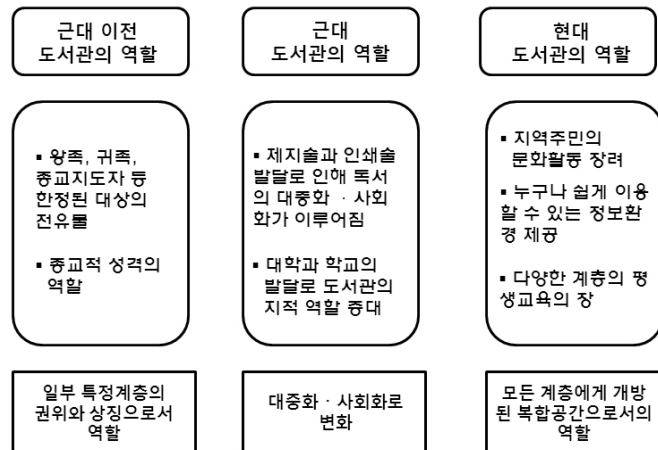 근대 이전
도서관의 역할
근대
도서관의 역할
현대
도서관의 역할
▪ 왕족, 귀족,
종교지도자 등
한정된 대상의
전유물
▪ 종교적 성격의
역할
▪ 제지술과 인쇄술
발달로 인해 독서
의 대중화 · 사회
화가 이루어짐
▪ 대학과 학교의
발달로 도서관의
지적 역할 증대
▪ 지역주민의
문화활동 장려
▪ 누구나 쉽게 이용
할 수 있는 정보환
경 제공
▪ 다양한 계층의 평
생교육의 장
일부 특정계층의
권위와 상징으로서
역할
대중화 · 사회화로
변화
모든 계층에게 개방
된 복합공간으로서의
역할